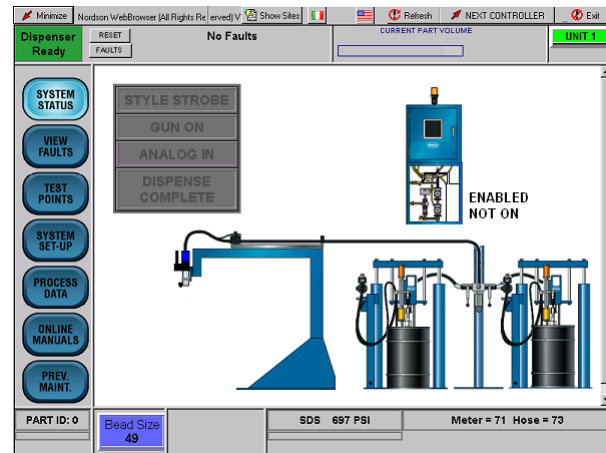 Minimize
Nordson WebBrowser (All Rights Re
erved) V
Show Sites
Refresh
NEXT CONTROLLER
Exit
Dispenser
Ready
RESET
FAULTS
No Faults
CURRENT PART VOLUME
UNIT 1
SYSTEM
STATUS
VIEW
FAULTS
TEST
POINTS
SYSTEM
SET-UP
PROCESS
DATA
ONLINE
MANUALS
PREV.
MAINT.
STYLE STROBE
GUN ON
ANALOG IN
DISPENSE
COMPLETE
ENABLED
NOT ON
PART ID: 0
Bead Size
49
SDS 697 PSI
Meter = 71 Hose = 73